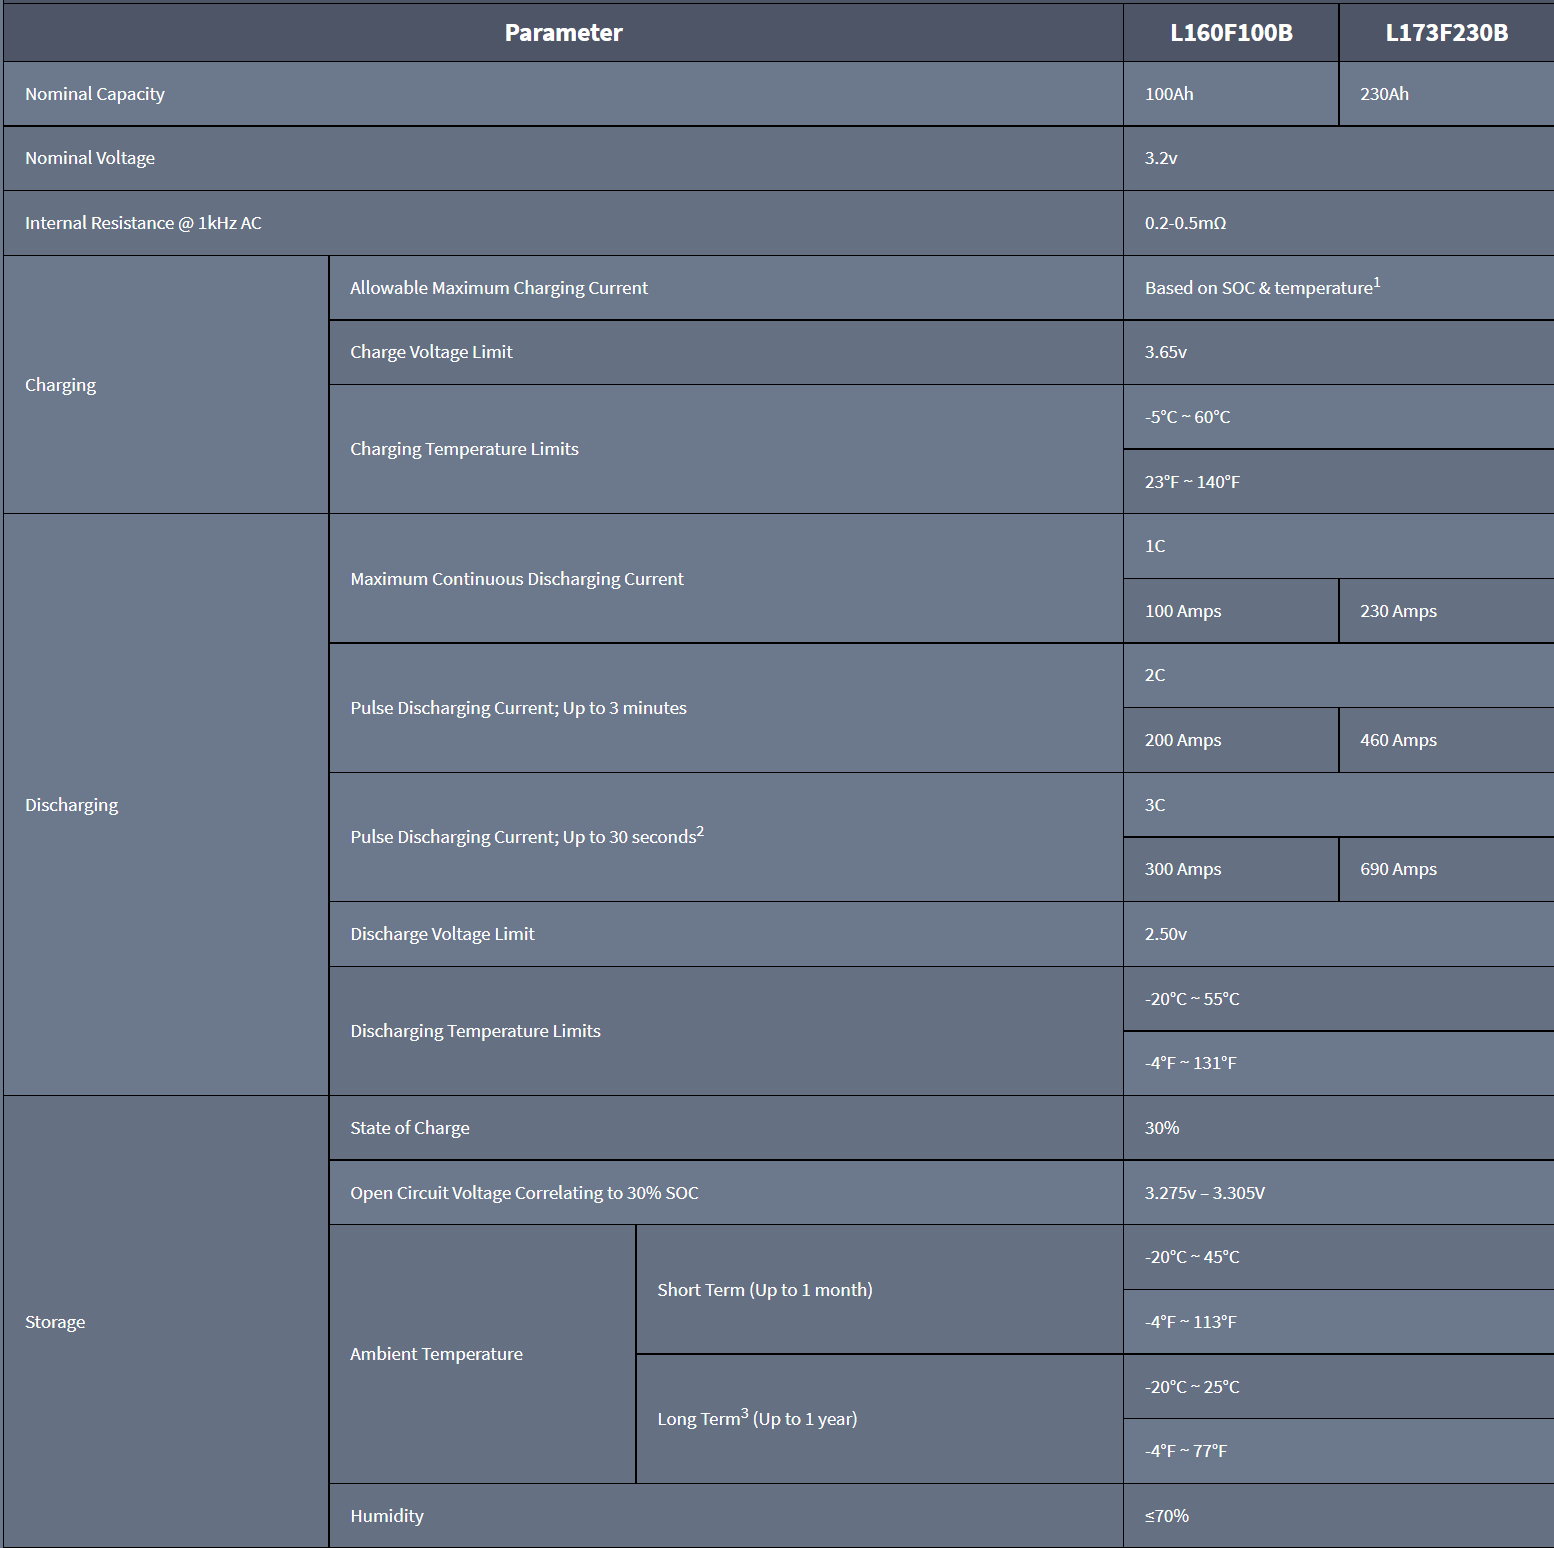 Parameter L160F100B L173F230B
Nominal Capacity 100Ah 230Ah
Nominal Voltage 3.2v
Internal Resistance @ 1kHz AC 0.2-0.5mΩ
Charging
Allowable Maximum Charging Current Based on SOC & temperature¹
Charge Voltage Limit 3.65v
Charging Temperature Limits
-5°C ~ 60°C
23°F ~ 140°F
Discharging
Maximum Continuous Discharging Current
1C
100 Amps 230 Amps
Pulse Discharging Current; Up to 3 minutes
2C
200 Amps 460 Amps
Pulse Discharging Current; Up to 30 seconds²
3C
300 Amps 690 Amps
Discharge Voltage Limit 2.50v
Discharging Temperature Limits
-20°C ~ 55°C
-4°F ~ 131°F
Storage
State of Charge 30%
Open Circuit Voltage Correlating to 30% SOC 3.275v – 3.305V
Ambient Temperature
Short Term (Up to 1 month)
-20°C ~ 45°C
-4°F ~ 113°F
Long Term³ (Up to 1 year)
-20°C ~ 25°C
-4°F ~ 77°F
Humidity ≤70%